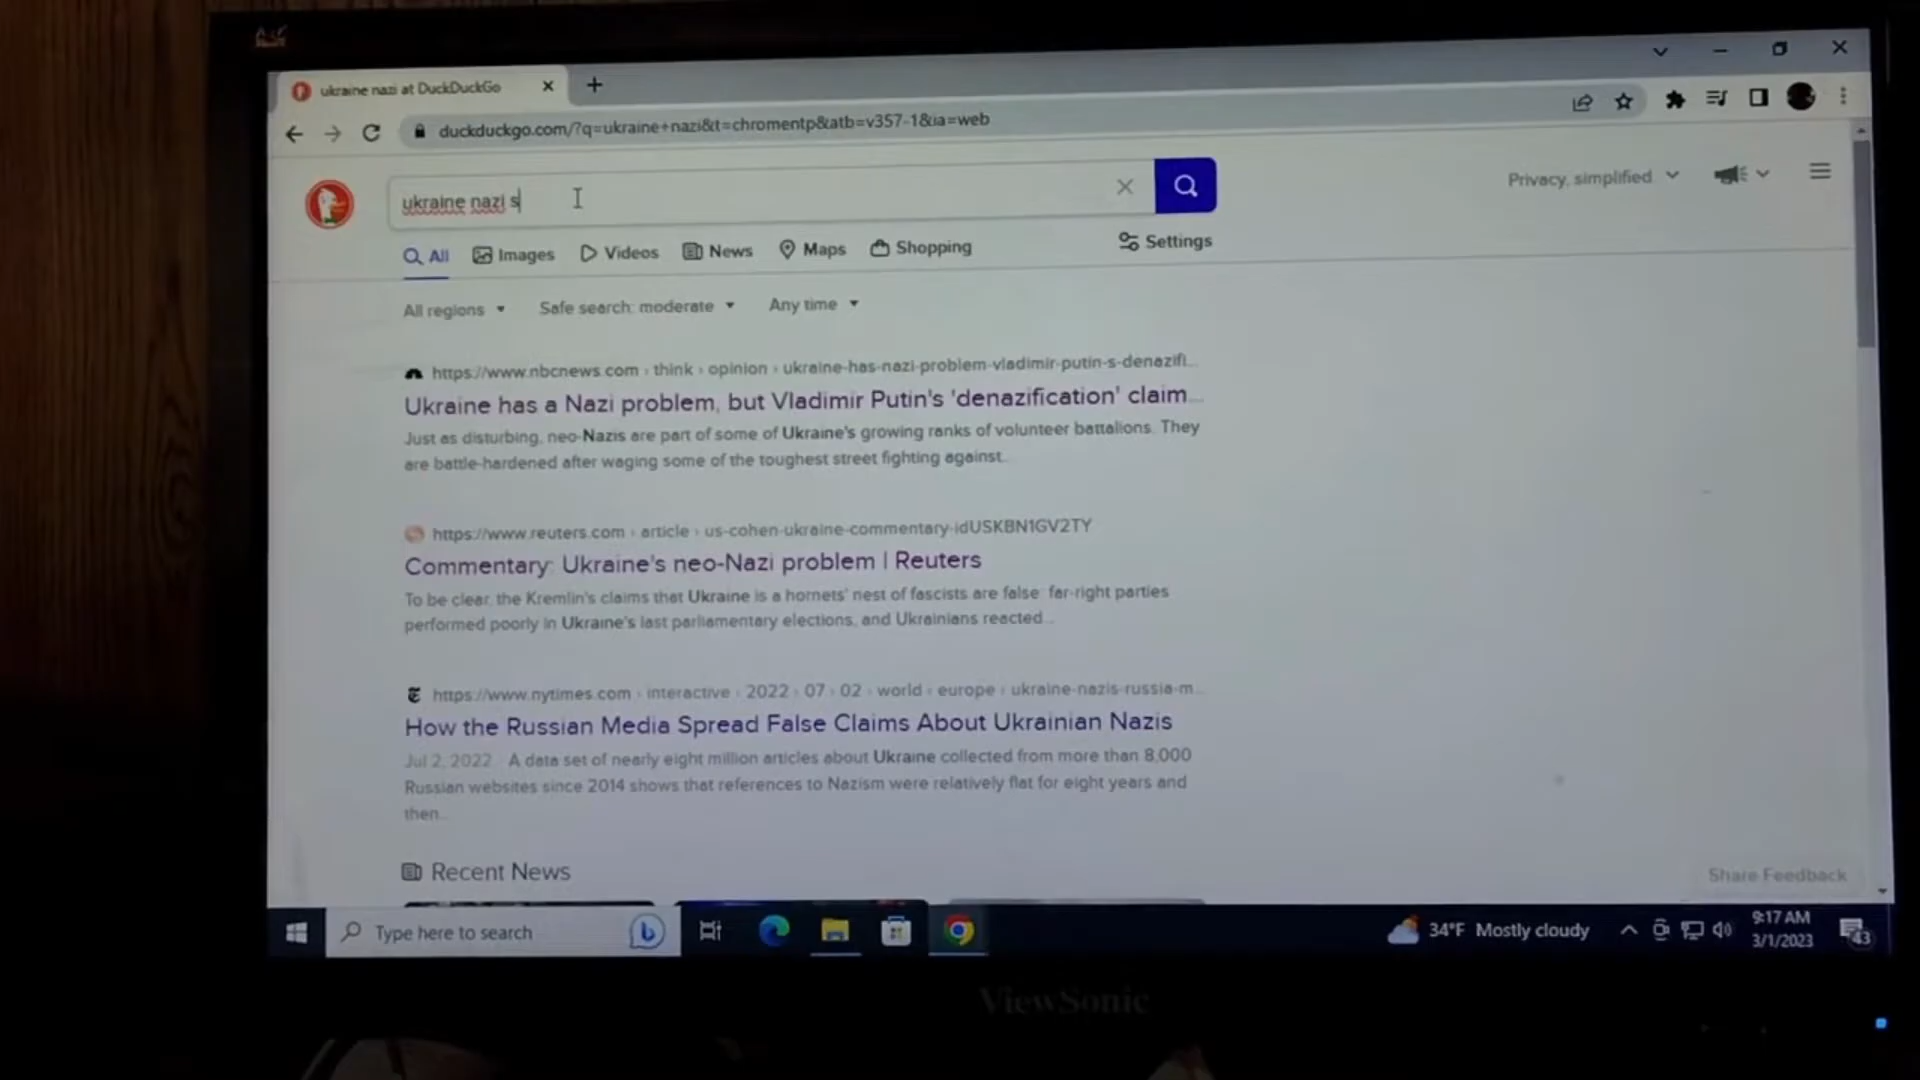 ukraine nazi at DuckDuckGo
duckduckgo.com/?q=ukraine+nazi&t=chromentp&atb=v357-1&ia=web
ukraine nazi s
Privacy, simplified
All Images Videos News Maps Shopping Settings
All regions Safe search: moderate Any time
https://www.nbcnews.com › think › opinion › ukraine-has-nazi-problem-vladimir-putin-s-denazifi...
Ukraine has a Nazi problem, but Vladimir Putin's 'denazification' claim...
Just as disturbing, neo-Nazis are part of some of Ukraine's growing ranks of volunteer battalions. They
are battle-hardened after waging some of the toughest street fighting against...
https://www.reuters.com › article › us-cohen-ukraine-commentary-idUSKBN1GV2TY
Commentary: Ukraine's neo-Nazi problem | Reuters
To be clear, the Kremlin's claims that Ukraine is a hornets' nest of fascists are false: far-right parties
performed poorly in Ukraine's last parliamentary elections, and Ukrainians reacted...
https://www.nytimes.com › interactive › 2022 › 07 › 02 › world › europe › ukraine-nazis-russia-m...
How the Russian Media Spread False Claims About Ukrainian Nazis
Jul 2, 2022 A data set of nearly eight million articles about Ukraine collected from more than 8,000
Russian websites since 2014 shows that references to Nazism were relatively flat for eight years and
then...
Recent News
Share Feedback
Type here to search
34°F Mostly cloudy
9:17 AM
3/1/2023
43
ViewSonic